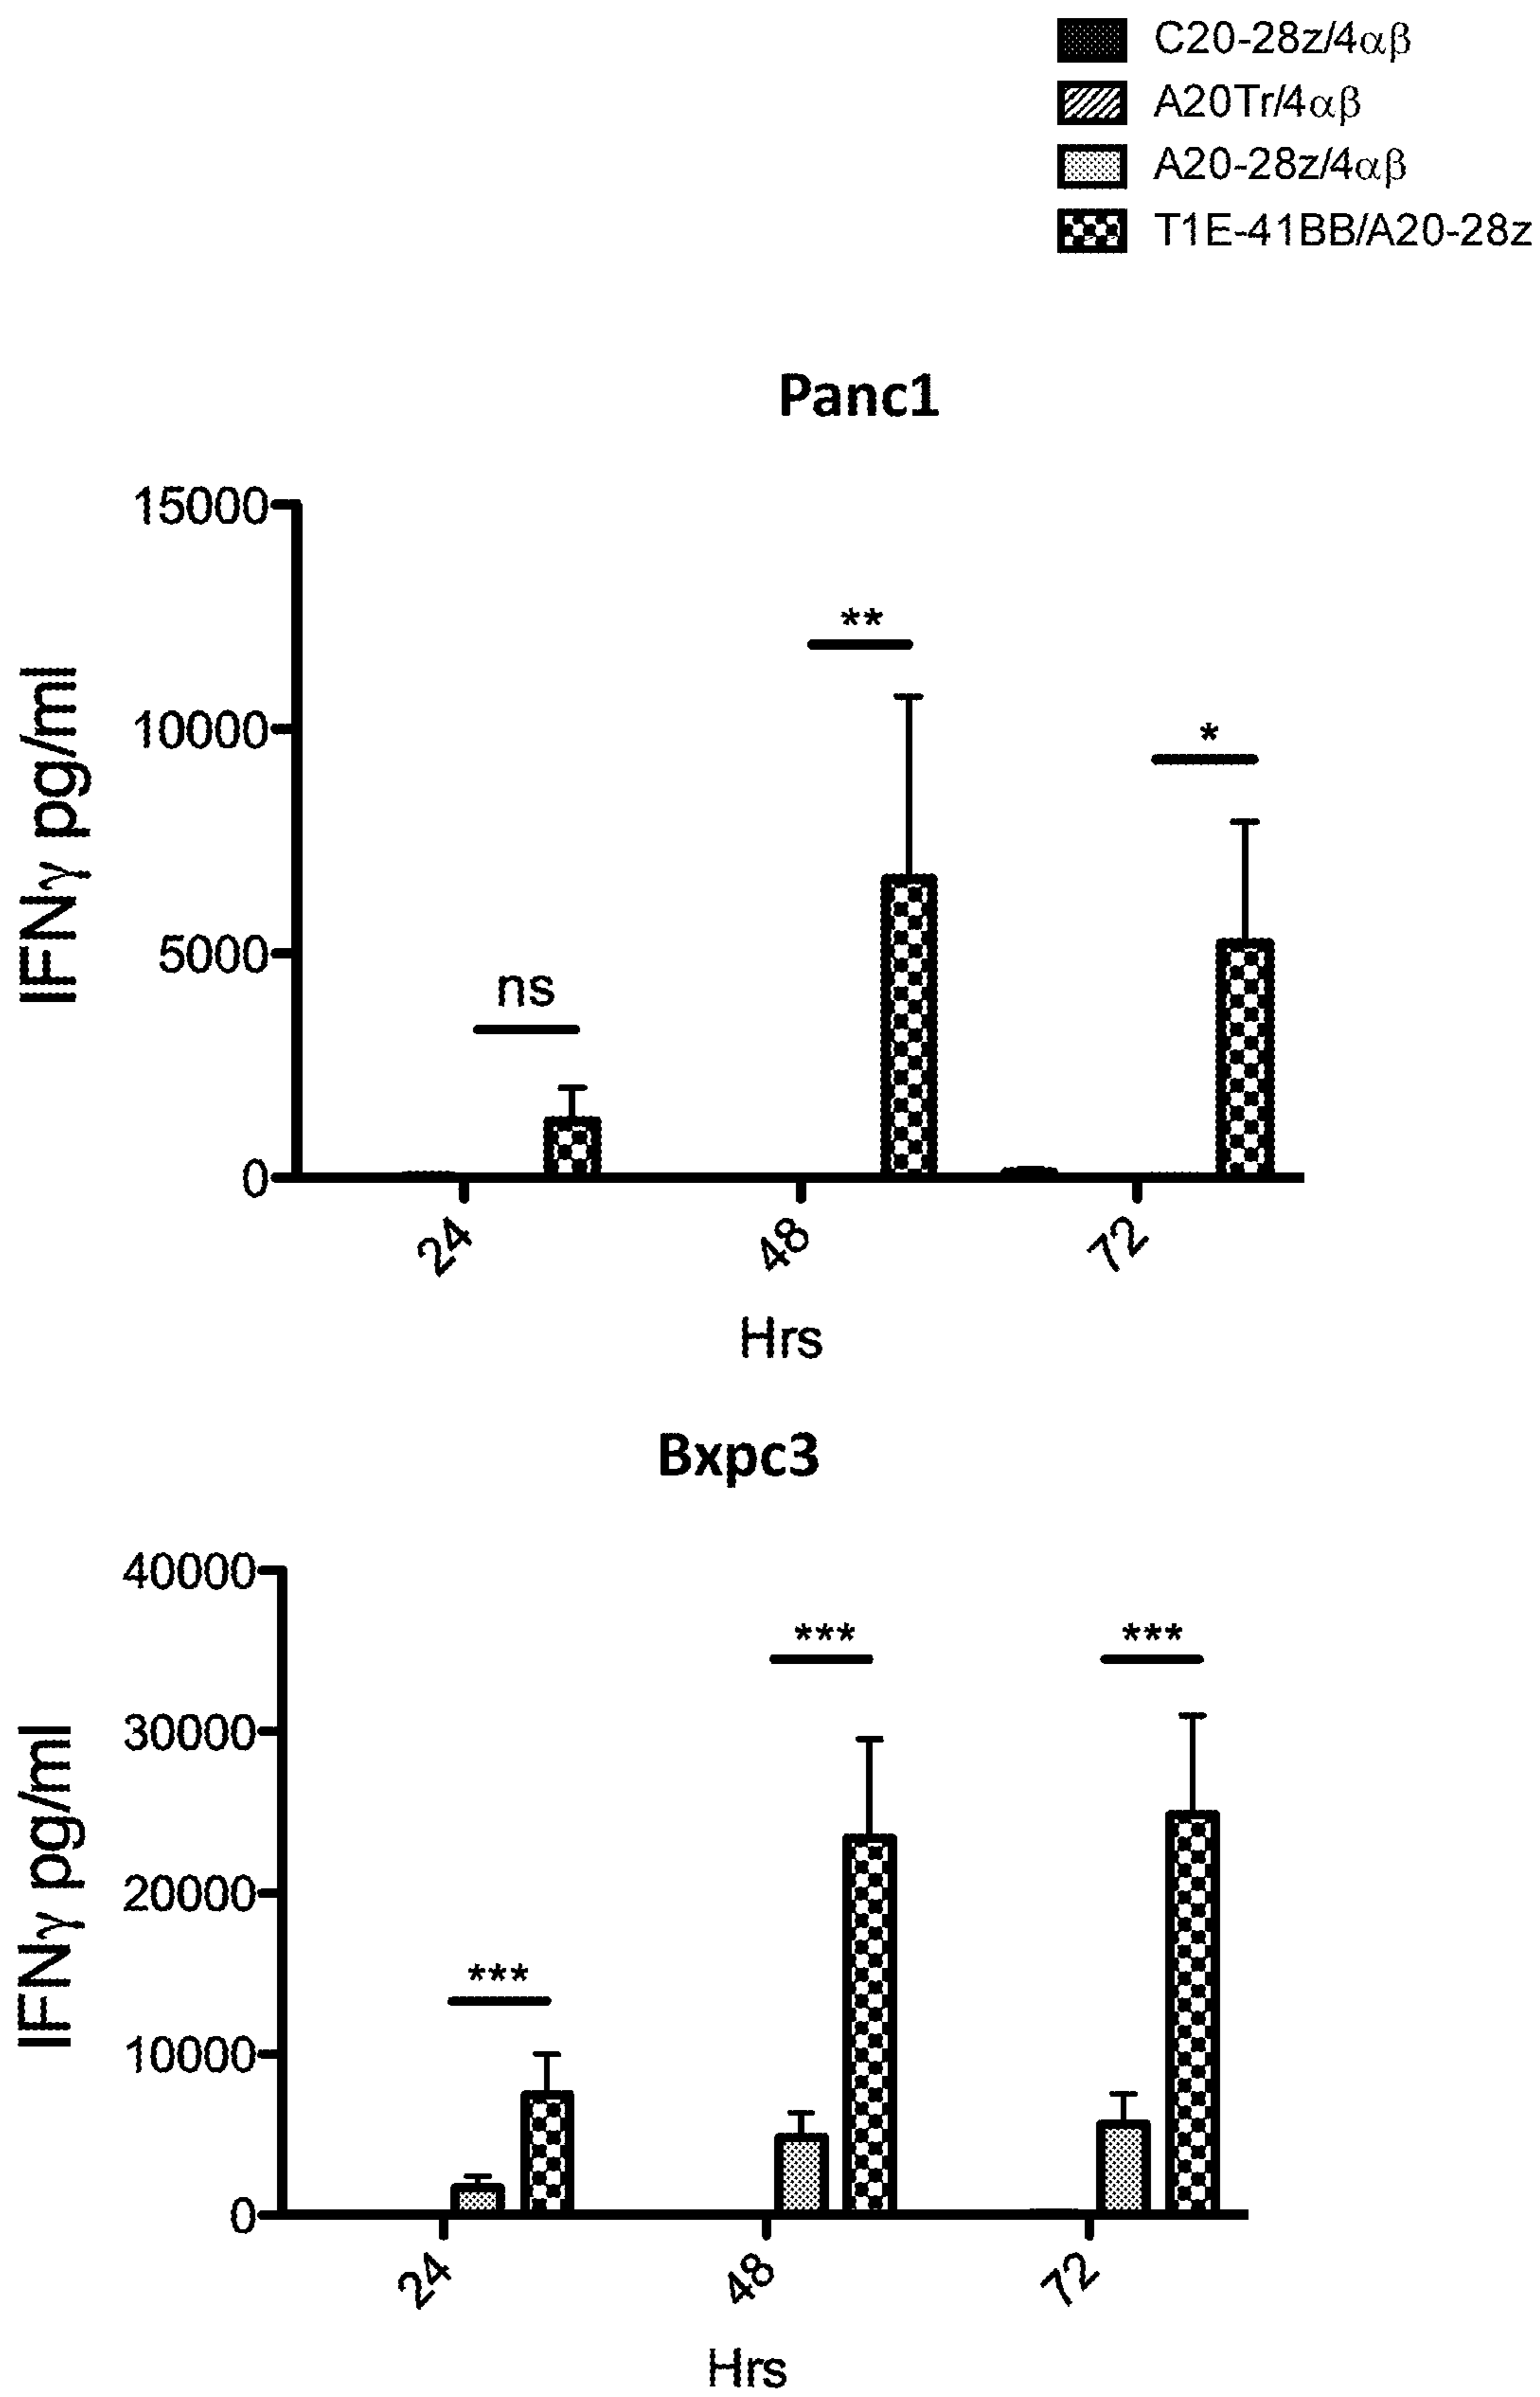 C20-28z/4αβ
A20Tr/4αβ
A20-28z/4αβ
T1E-41BB/A20-28z
Panc1
15000
10000
5000
0
IFNγ pg/ml
ns
**
*
24
48
72
Hrs
Bxpc3
40000
30000
20000
10000
0
IFNγ pg/ml
***
***
***
24
48
72
Hrs